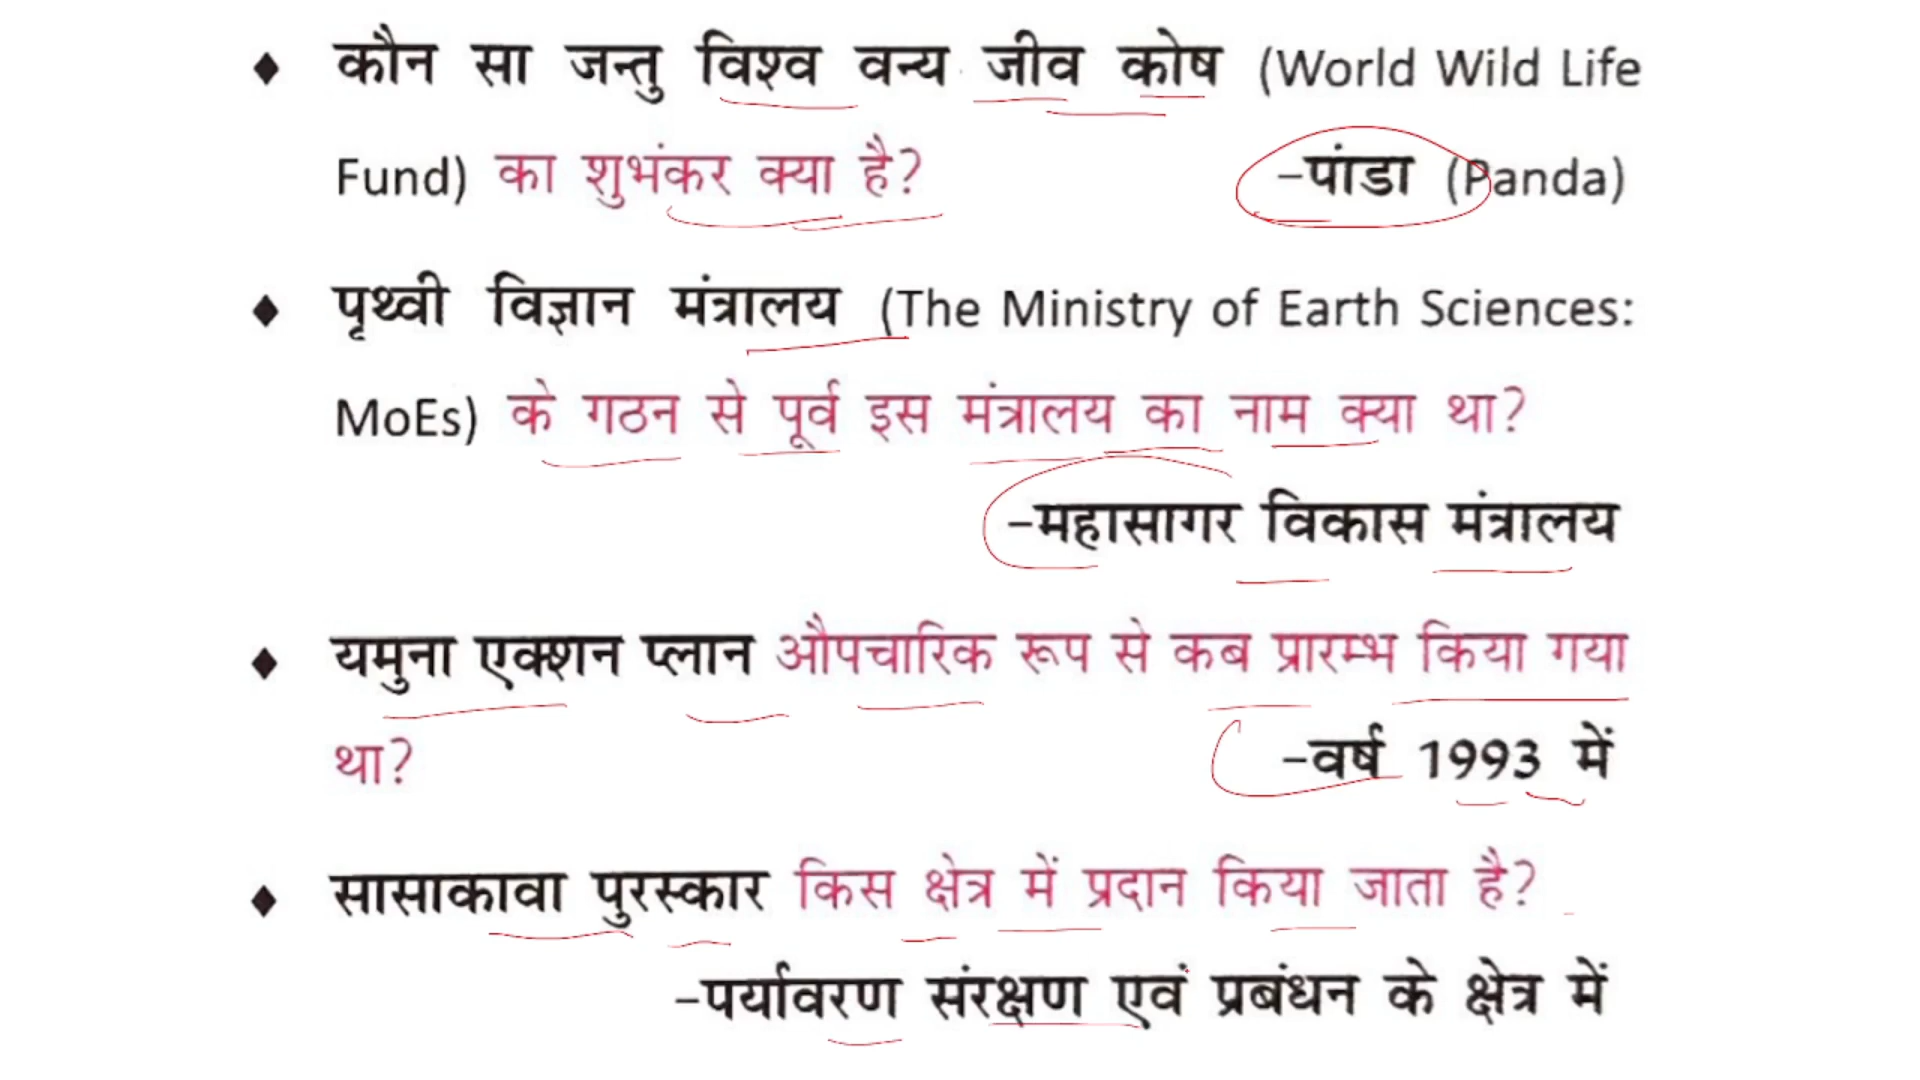 ♦ कौन सा जन्तु विश्व वन्य जीव कोष (World Wild Life
Fund) का शुभंकर क्या है? -पांडा (Panda)
♦ पृथ्वी विज्ञान मंत्रालय (The Ministry of Earth Sciences:
MoEs) के गठन से पूर्व इस मंत्रालय का नाम क्या था?
-महासागर विकास मंत्रालय
♦ यमुना एक्शन प्लान औपचारिक रूप से कब प्रारम्भ किया गया
था? -वर्ष 1993 में
♦ सासाकावा पुरस्कार किस क्षेत्र में प्रदान किया जाता है?
-पर्यावरण संरक्षण एवं प्रबंधन के क्षेत्र में